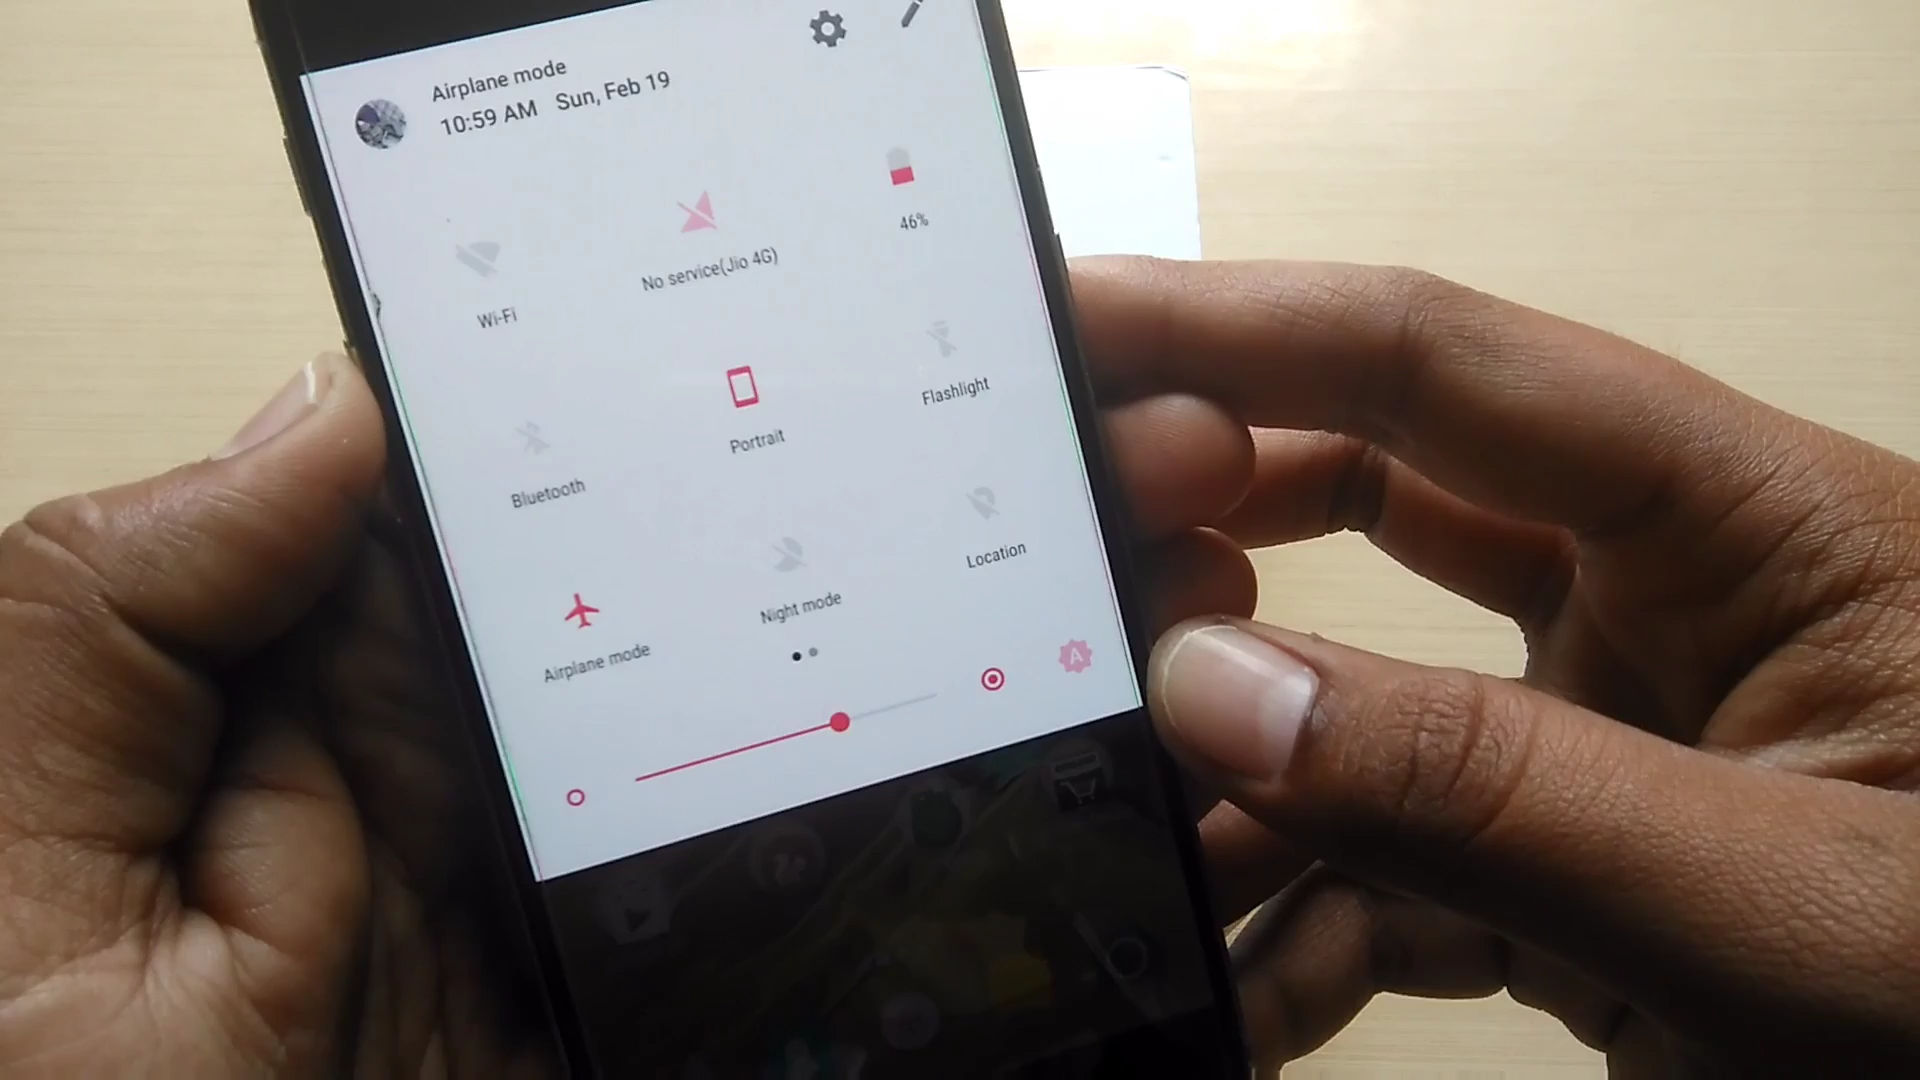 Airplane mode
10:59 AM Sun, Feb 19
Wi-Fi
No service(Jio 4G)
46%
Bluetooth
Portrait
Flashlight
Airplane mode
Night mode
Location
A